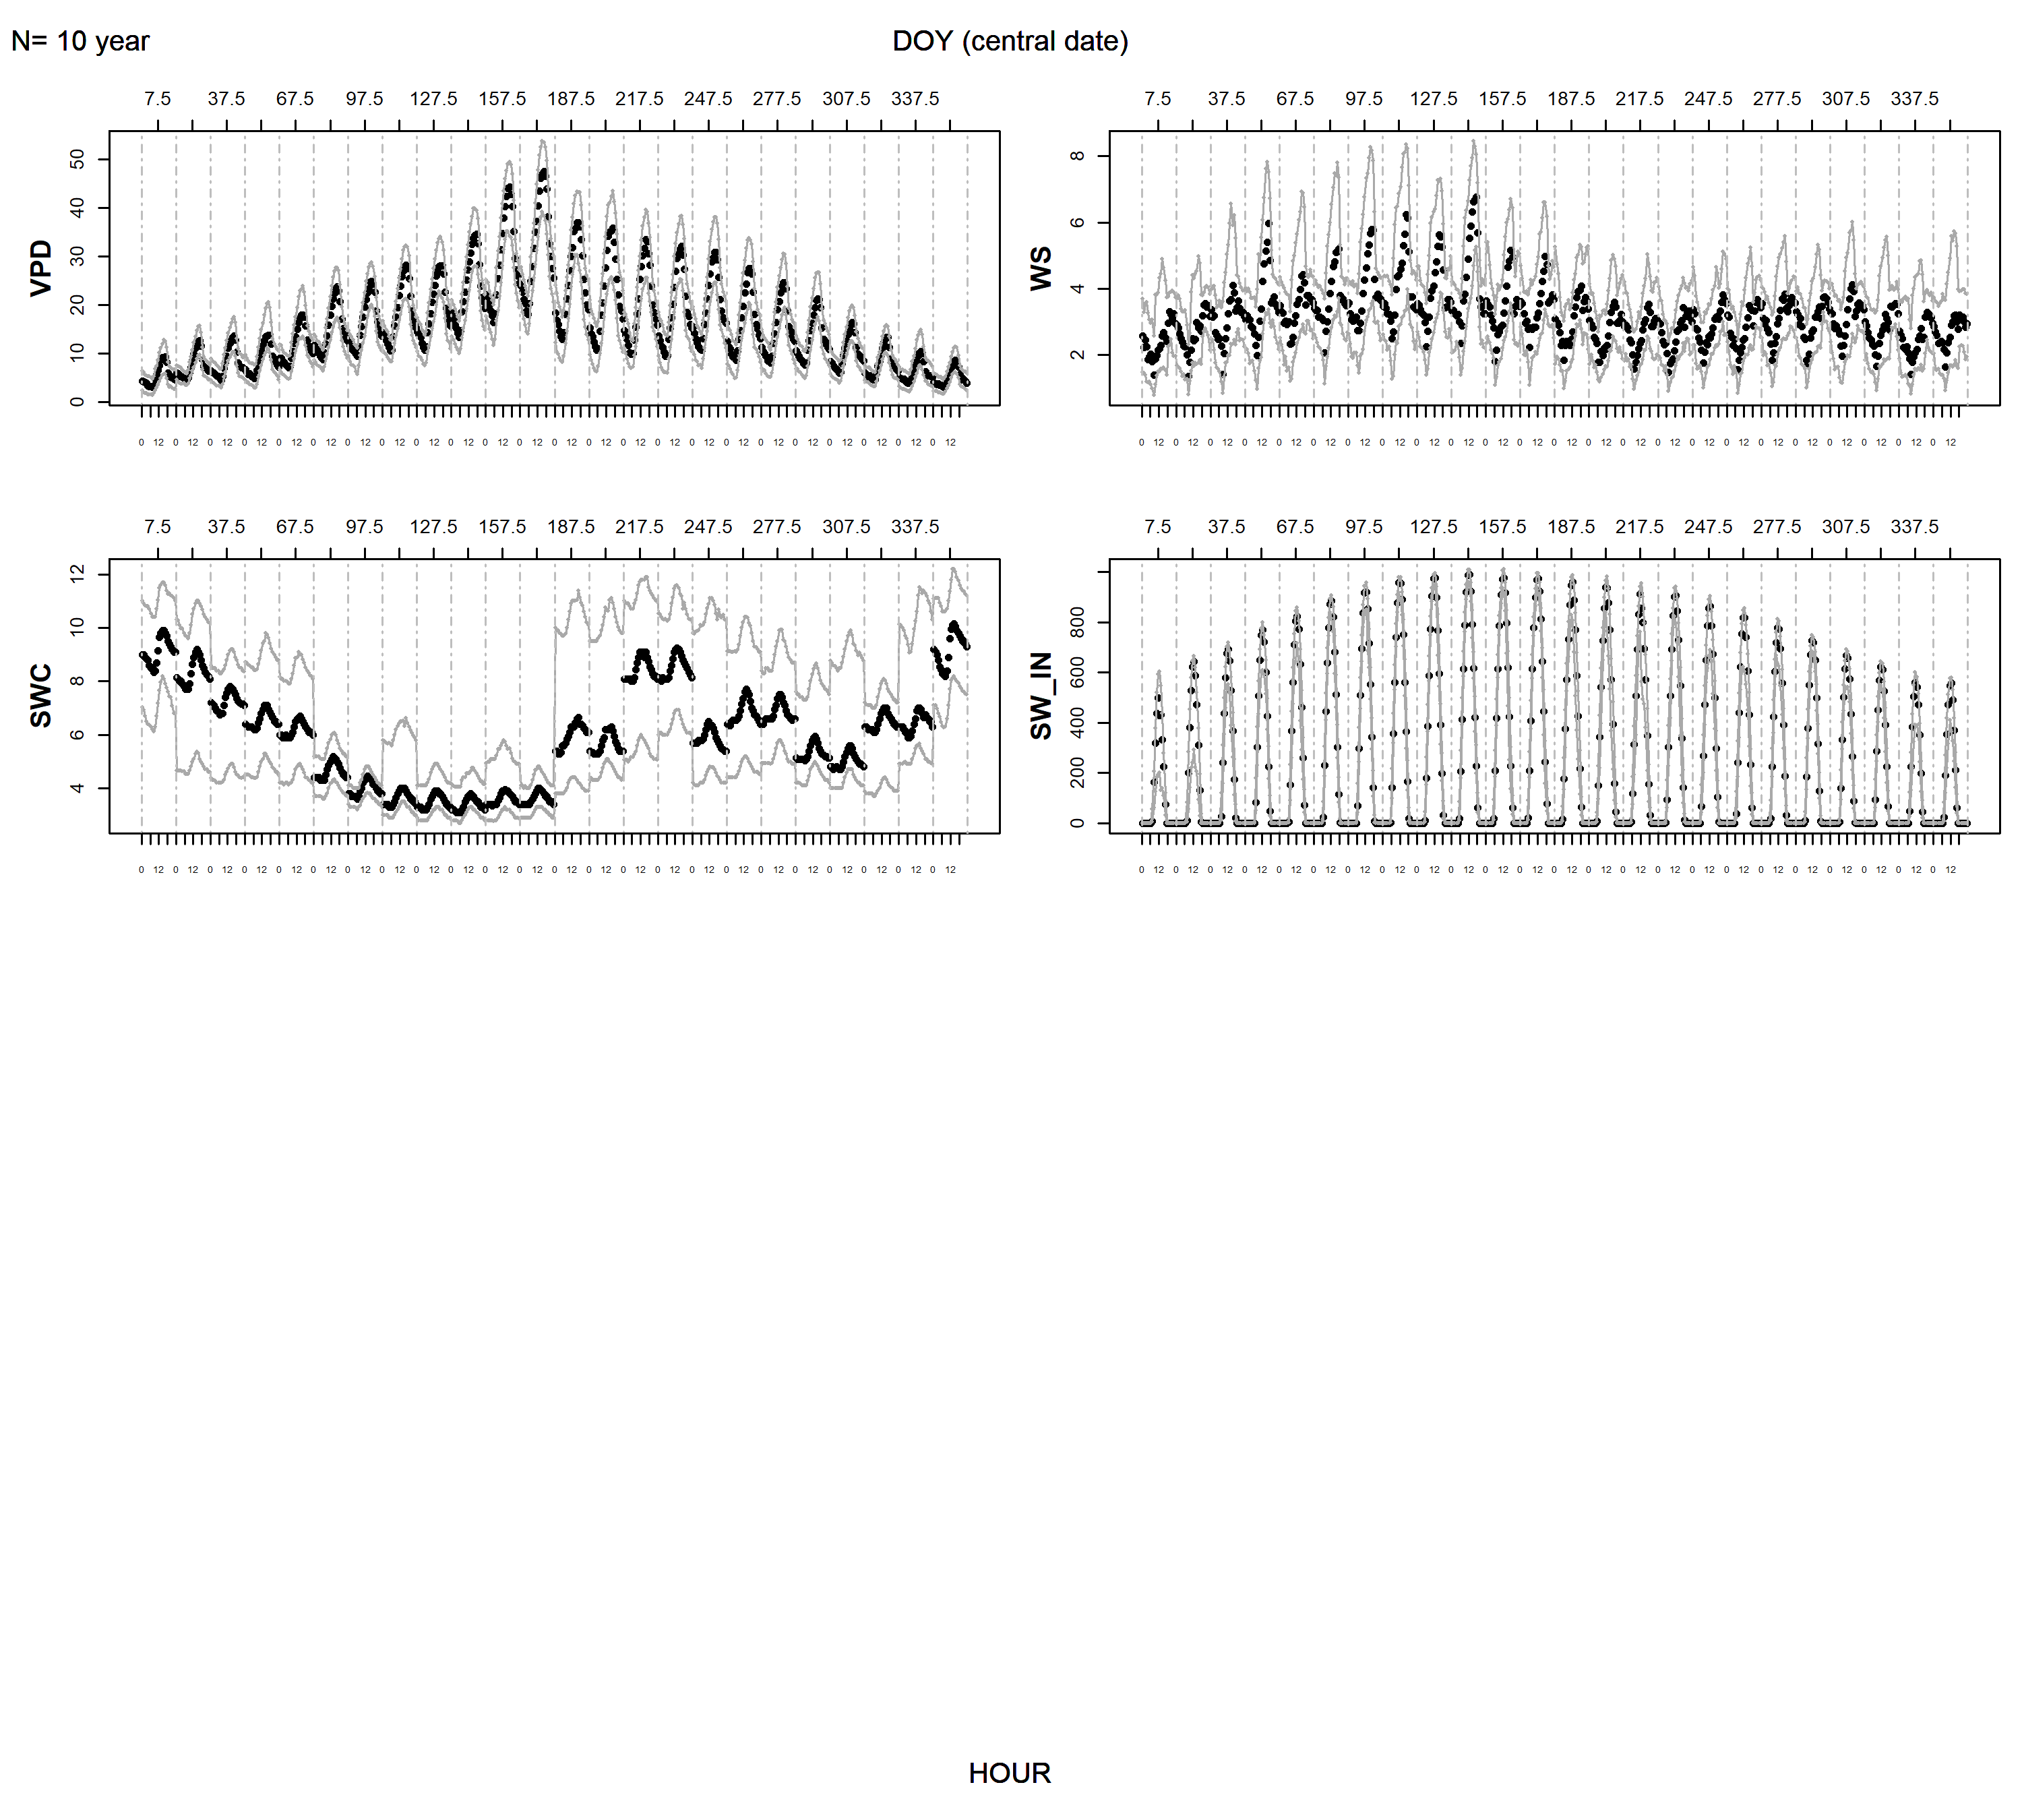 N= 10 year
DOY (central date)
7.5 37.5 67.5 97.5 127.5 157.5 187.5 217.5 247.5 277.5 307.5 337.5
VPD
0 10 20 30 40 50
0 12 0 12 0 12 0 12 0 12 0 12 0 12 0 12 0 12 0 12 0 12 0 12 0 12 0 12 0 12 0 12 0 12 0 12 0 12 0 12 0 12 0 12 0 12 0 12
7.5 37.5 67.5 97.5 127.5 157.5 187.5 217.5 247.5 277.5 307.5 337.5
WS
2 4 6 8
0 12 0 12 0 12 0 12 0 12 0 12 0 12 0 12 0 12 0 12 0 12 0 12 0 12 0 12 0 12 0 12 0 12 0 12 0 12 0 12 0 12 0 12 0 12 0 12
7.5 37.5 67.5 97.5 127.5 157.5 187.5 217.5 247.5 277.5 307.5 337.5
SWC
4 6 8 10 12
0 12 0 12 0 12 0 12 0 12 0 12 0 12 0 12 0 12 0 12 0 12 0 12 0 12 0 12 0 12 0 12 0 12 0 12 0 12 0 12 0 12 0 12 0 12 0 12
7.5 37.5 67.5 97.5 127.5 157.5 187.5 217.5 247.5 277.5 307.5 337.5
SW_IN
0 200 400 600 800
0 12 0 12 0 12 0 12 0 12 0 12 0 12 0 12 0 12 0 12 0 12 0 12 0 12 0 12 0 12 0 12 0 12 0 12 0 12 0 12 0 12 0 12 0 12 0 12
HOUR